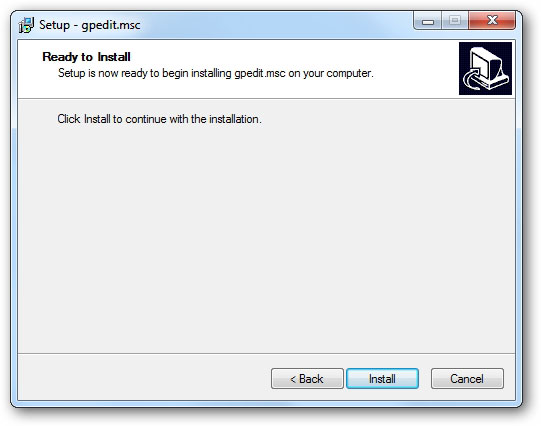 Setup - gpedit.msc
Ready to Install
Setup is now ready to begin installing gpedit.msc on your computer.
Click Install to continue with the installation.
< Back Install Cancel